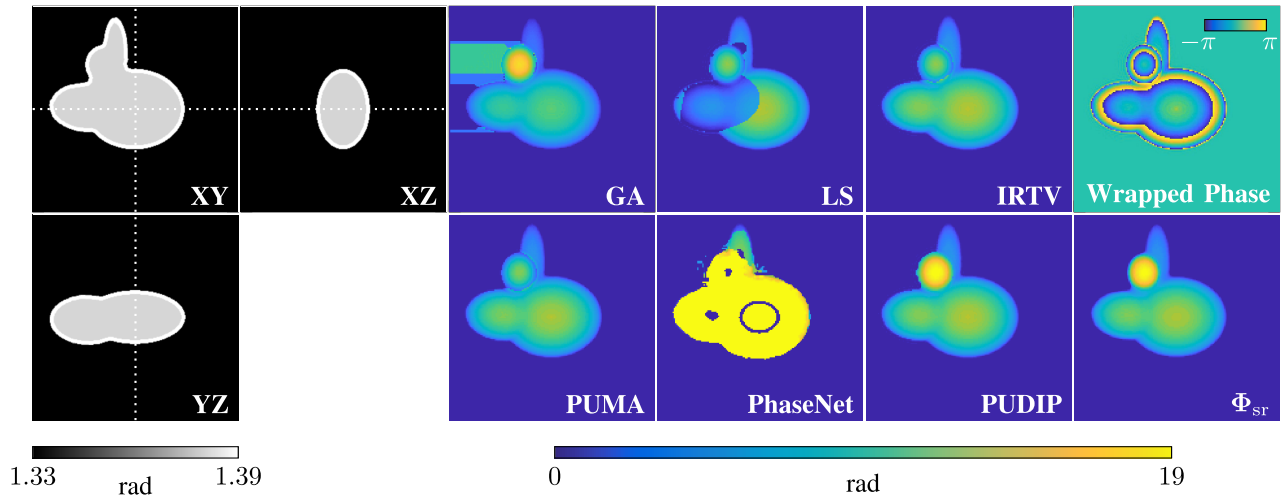 −π π
XY XZ GA LS IRTV Wrapped Phase
YZ PUMA PhaseNet PUDIP Φsr
1.33 rad 1.39 0 rad 19